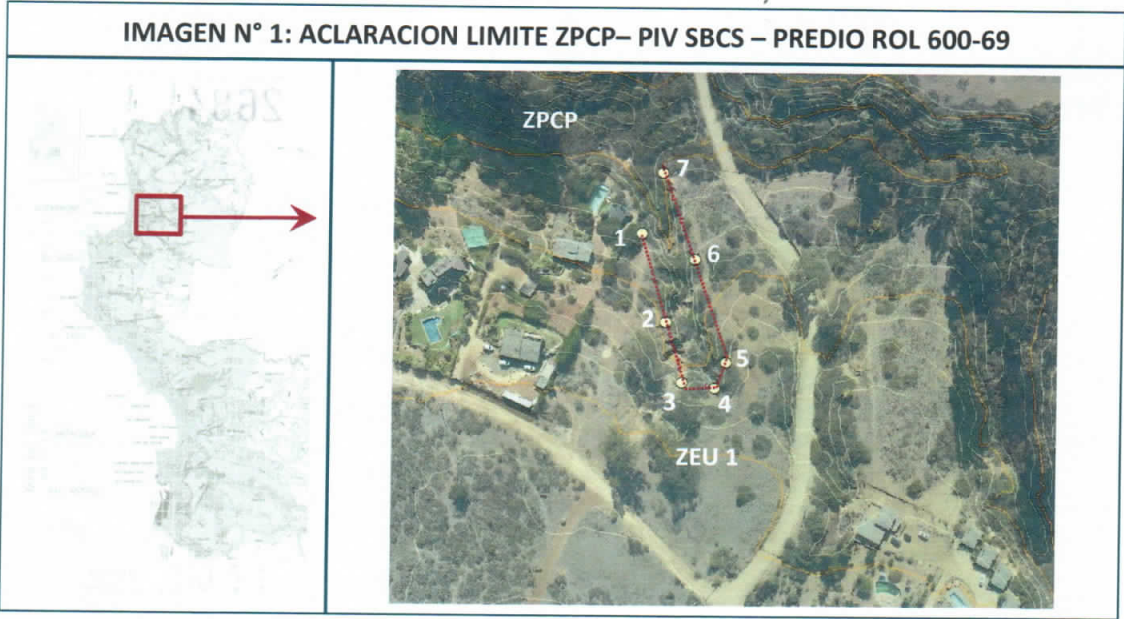 IMAGEN N° 1: ACLARACION LIMITE ZPCP– PIV SBCS – PREDIO ROL 600-69
ZPCP
7
1
6
2
5
3
4
ZEU 1